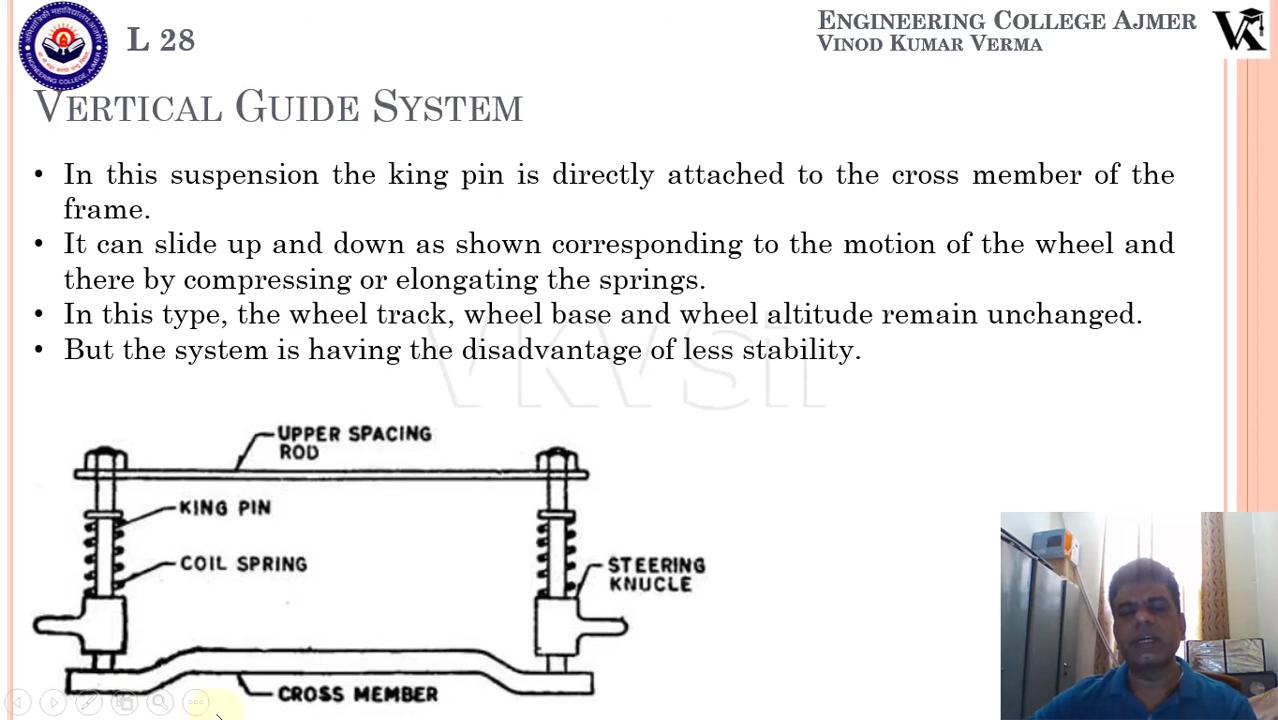 L 28
ENGINEERING COLLEGE AJMER
VINOD KUMAR VERMA
VERTICAL GUIDE SYSTEM
• In this suspension the king pin is directly attached to the cross member of the
frame.
• It can slide up and down as shown corresponding to the motion of the wheel and
there by compressing or elongating the springs.
• In this type, the wheel track, wheel base and wheel altitude remain unchanged.
• But the system is having the disadvantage of less stability.
VKVsir
UPPER SPACING
ROD
KING PIN
COIL SPRING
STEERING
KNUCLE
CROSS MEMBER